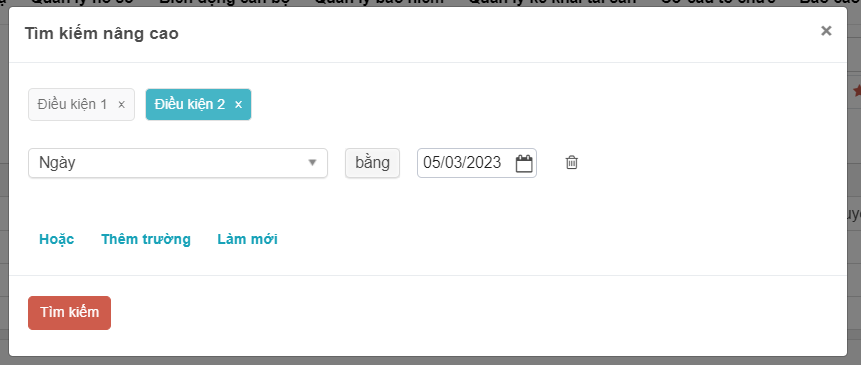 Tìm kiếm nâng cao ×
Điều kiện 1 × Điều kiện 2 ×
Ngày bằng 05/03/2023
Hoặc Thêm trường Làm mới
Tìm kiếm